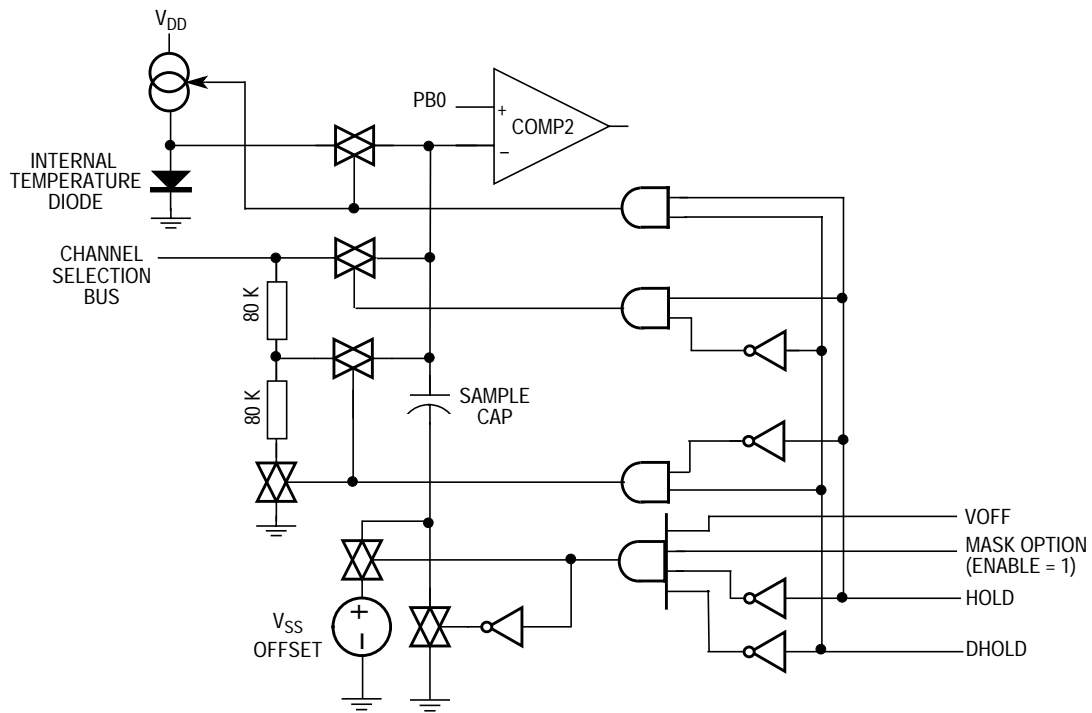 VDD
PB0
+
COMP2
−
INTERNAL
TEMPERATURE
DIODE
CHANNEL
SELECTION
BUS
80 K
80 K
SAMPLE
CAP
VOFF
MASK OPTION
(ENABLE = 1)
HOLD
VSS
OFFSET
+
−
DHOLD